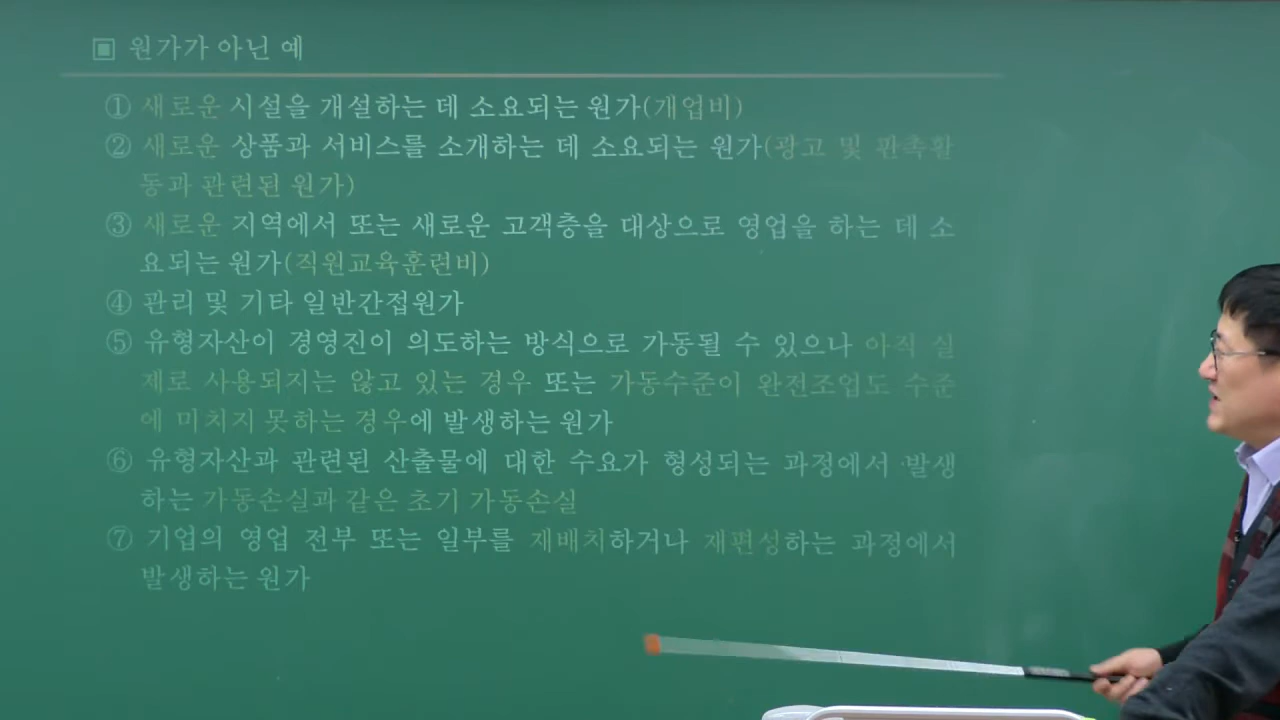 ▣ 원가가 아닌 예
① 새로운 시설을 개설하는 데 소요되는 원가(개업비)
② 새로운 상품과 서비스를 소개하는 데 소요되는 원가(광고 및 판촉활
동과 관련된 원가)
③ 새로운 지역에서 또는 새로운 고객층을 대상으로 영업을 하는 데 소
요되는 원가(직원교육훈련비)
④ 관리 및 기타 일반간접원가
⑤ 유형자산이 경영진이 의도하는 방식으로 가동될 수 있으나 아직 실
제로 사용되지는 않고 있는 경우 또는 가동수준이 완전조업도 수준
에 미치지 못하는 경우에 발생하는 원가
⑥ 유형자산과 관련된 산출물에 대한 수요가 형성되는 과정에서 발생
하는 가동손실과 같은 초기 가동손실
⑦ 기업의 영업 전부 또는 일부를 재배치하거나 재편성하는 과정에서
발생하는 원가